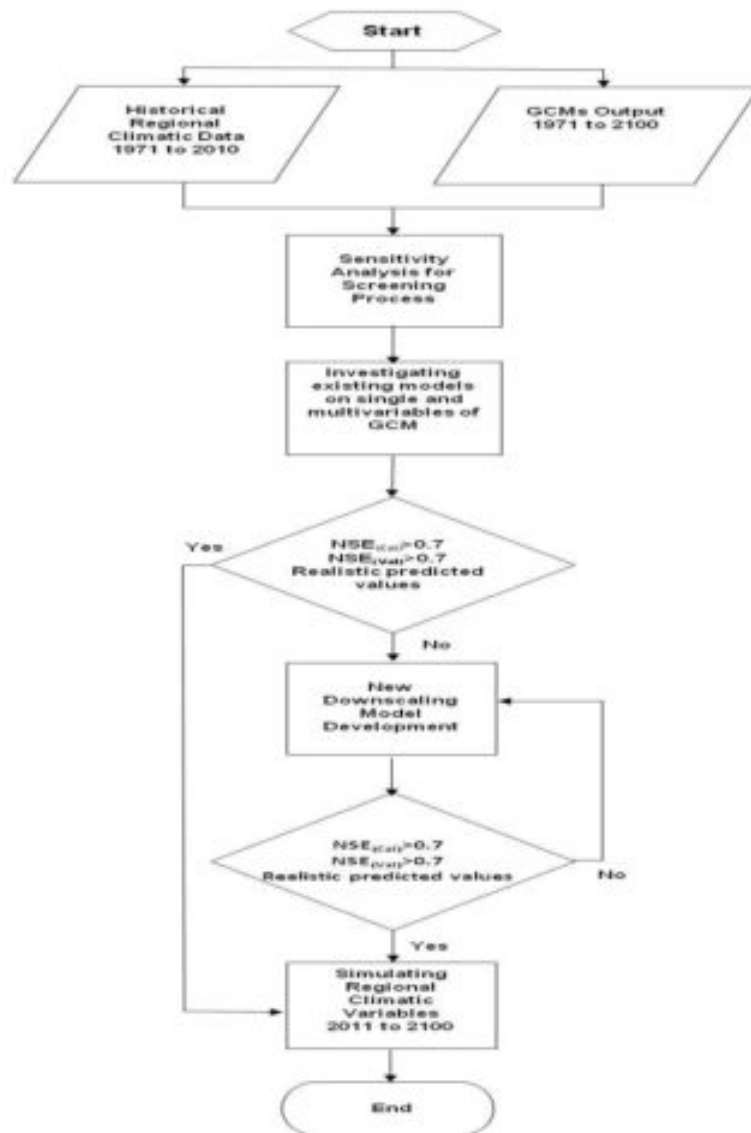 Start
Historical
Regional
Climatic Data
1971 to 2010
GCMs Output
1971 to 2100
Sensitivity
Analysis for
Screening
Process
Investigating
existing models
on single and
multivariables of
GCM
Yes
NSE(Cal)>0.7
NSE(Val)>0.7
Realistic predicted
values
No
New
Downscaling
Model
Development
NSE(Cal)>0.7
NSE(Val)>0.7
Realistic predicted values
No
Yes
Simulating
Regional
Climatic
Variables
2011 to 2100
End